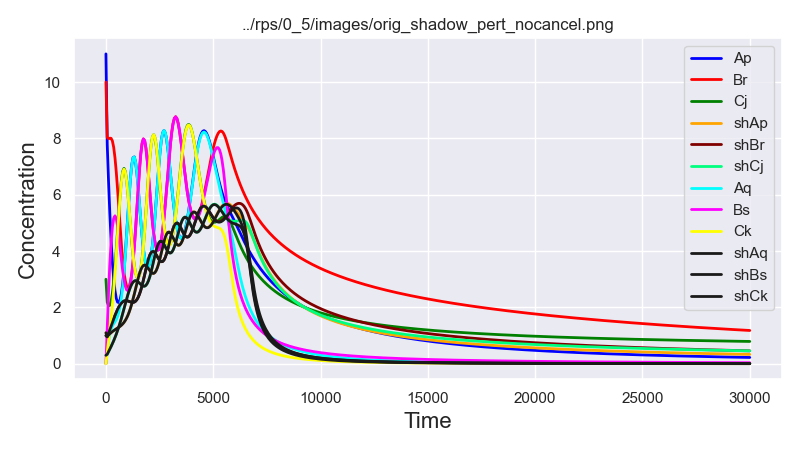 ../rps/0_5/images/orig_shadow_pert_nocancel.png
Concentration
10
8
6
4
2
0
0
5000
10000
15000
20000
25000
30000
Time
Ap
Br
Cj
shAp
shBr
shCj
Aq
Bs
Ck
shAq
shBs
shCk